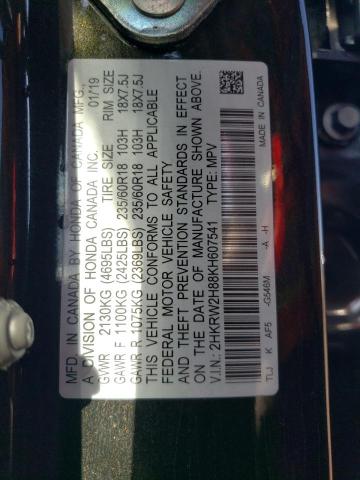 MFD. IN CANADA BY HONDA OF CANADA MFG.
A DIVISION OF HONDA CANADA INC. 01/19
GVWR 2130KG (4695LBS) TIRE SIZE RIM SIZE
GAWR F 1100KG (2425LBS) 235/60R18 103H 18X7.5J
GAWR R 1075KG (2369LBS) 235/60R18 103H 18X7.5J
THIS VEHICLE CONFORMS TO ALL APPLICABLE
FEDERAL MOTOR VEHICLE SAFETY
AND THEFT PREVENTION STANDARDS IN EFFECT
ON THE DATE OF MANUFACTURE SHOWN ABOVE.
V.I.N.: 2HKRW2H88KH607541 TYPE: MPV
TLJ K AF5 -G546M -A -H MADE IN CANADA